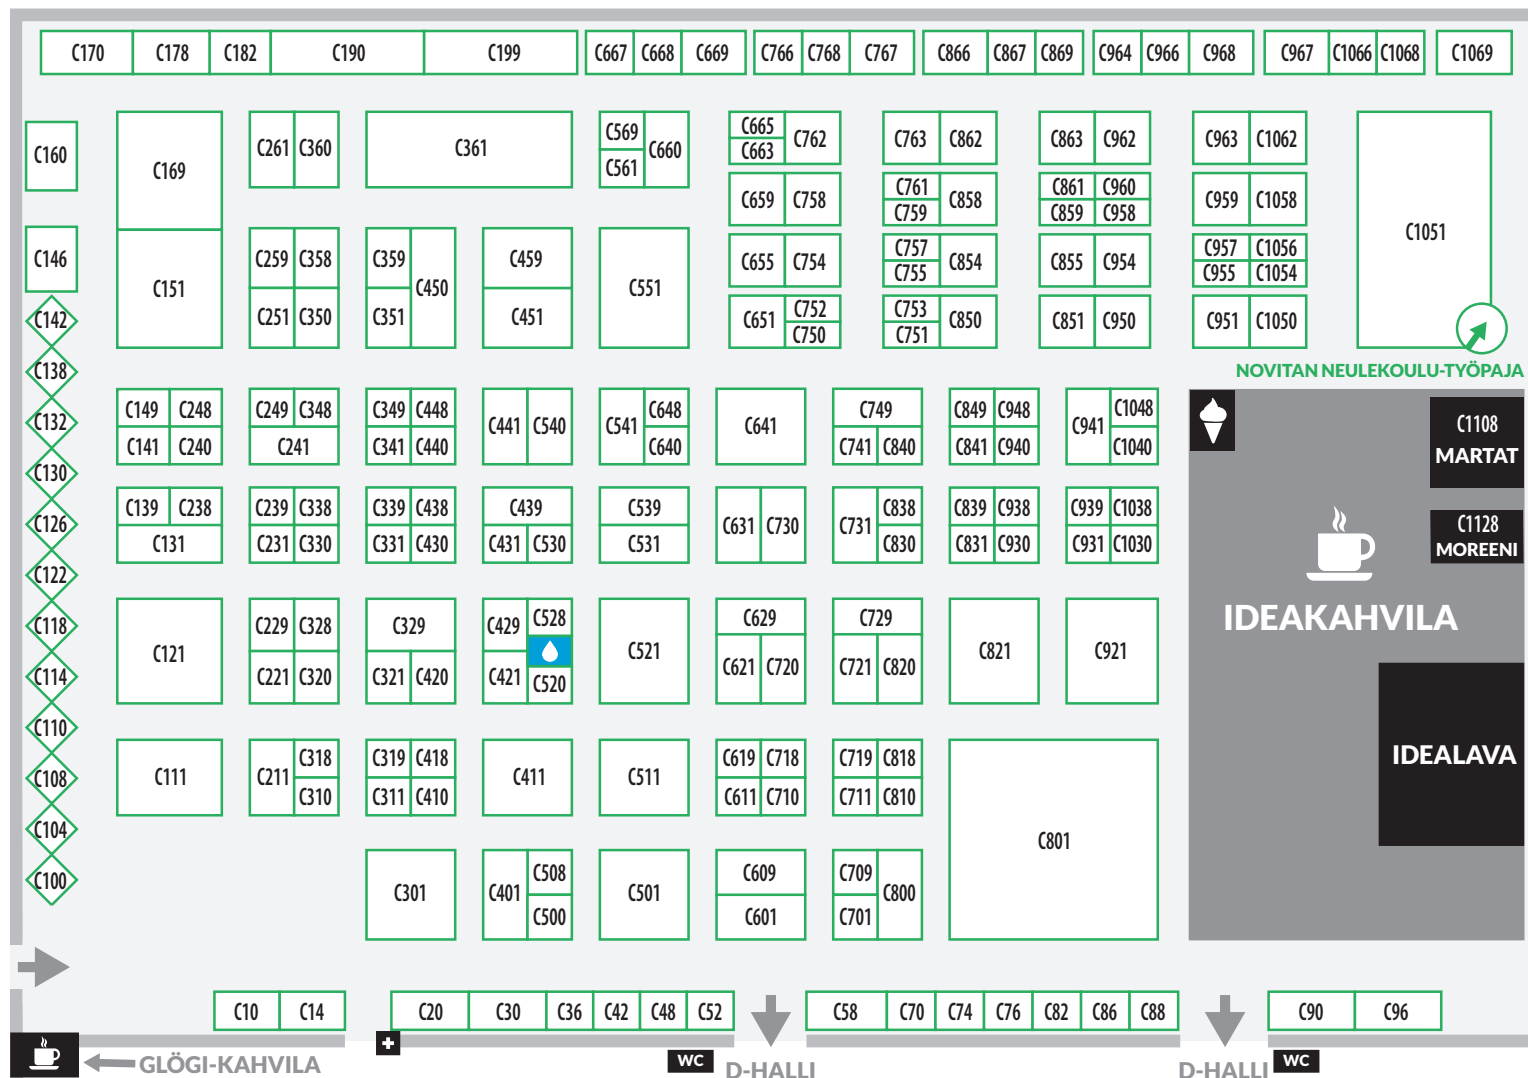 C170 C178 C182 C190 C199 C667 C668 C669 C766 C768 C767 C866 C867 C869 C964 C966 C968 C967 C1066 C1068 C1069
C160 C169 C261 C360 C361 C569 C561 C660 C665 C663 C762 C763 C862 C863 C962 C963 C1062
C659 C758 C761 C759 C858 C861 C859 C960 C958 C959 C1058 C1051
C146 C151 C259 C358 C359 C450 C459 C551 C655 C754 C757 C755 C854 C855 C954 C957 C955 C1056 C1054
C251 C350 C351 C451 C651 C752 C750 C753 C751 C850 C851 C950 C951 C1050
C142
C138
NOVITAN NEULEKOULU-TYÖPAJA
C132 C149 C248 C249 C348 C349 C448 C441 C540 C541 C648 C641 C749 C849 C948 C941 C1048
C141 C240 C241 C341 C440 C640 C741 C840 C841 C940 C1040
C1108
MARTAT
C130
C126 C139 C238 C239 C338 C339 C438 C439 C539 C631 C730 C731 C838 C839 C938 C939 C1038
C131 C231 C330 C331 C430 C431 C530 C531 C830 C831 C930 C931 C1030
C1128
MOREENI
C122
C118 C121 C229 C328 C329 C429 C528 C521 C629 C729 C821 C921
IDEAKAHVILA
C114 C221 C320 C321 C420 C421 C520 C621 C720 C721 C820
C110
C108 C111 C211 C318 C319 C418 C411 C511 C619 C718 C719 C818
C310 C311 C410 C611 C710 C711 C810
IDEALAVA
C104
C801
C100 C301 C401 C508 C501 C609 C709 C800
C500 C601 C701
C10 C14 C20 C30 C36 C42 C48 C52 C58 C70 C74 C76 C82 C86 C88 C90 C96
GLÖGI-KAHVILA WC D-HALLI D-HALLI WC